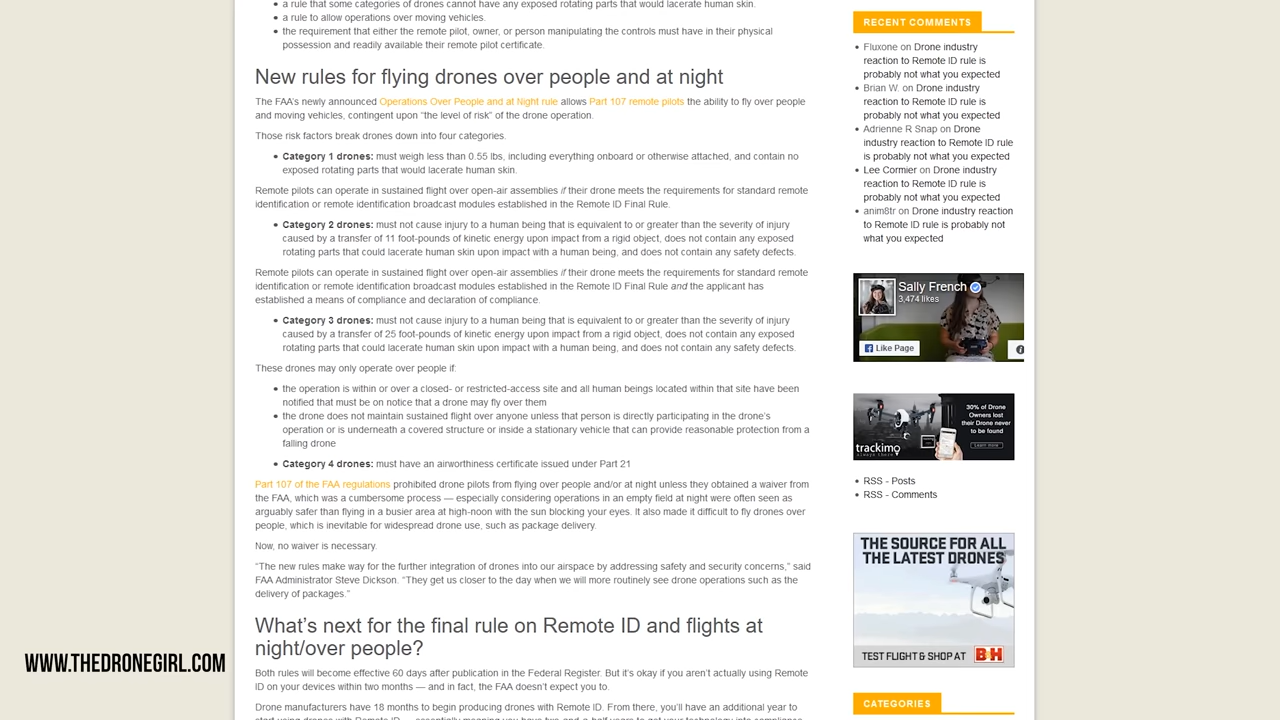 a rule that some categories of drones cannot have any exposed rotating parts that would lacerate human skin.
a rule to allow operations over moving vehicles.
the requirement that either the remote pilot, owner, or person manipulating the controls must have in their physical
possession and readily available their remote pilot certificate.
New rules for flying drones over people and at night
The FAA's newly announced Operations Over People and at Night rule allows Part 107 remote pilots the ability to fly over people
and moving vehicles, contingent upon “the level of risk” of the drone operation.
Those risk factors break drones down into four categories.
Category 1 drones: must weigh less than 0.55 lbs, including everything onboard or otherwise attached, and contain no
exposed rotating parts that would lacerate human skin.
Remote pilots can operate in sustained flight over open-air assemblies if their drone meets the requirements for standard remote
identification or remote identification broadcast modules established in the Remote ID Final Rule.
Category 2 drones: must not cause injury to a human being that is equivalent to or greater than the severity of injury
caused by a transfer of 11 foot-pounds of kinetic energy upon impact from a rigid object, does not contain any exposed
rotating parts that could lacerate human skin upon impact with a human being, and does not contain any safety defects.
Remote pilots can operate in sustained flight over open-air assemblies if their drone meets the requirements for standard remote
identification or remote identification broadcast modules established in the Remote ID Final Rule and the applicant has
established a means of compliance and declaration of compliance.
Category 3 drones: must not cause injury to a human being that is equivalent to or greater than the severity of injury
caused by a transfer of 25 foot-pounds of kinetic energy upon impact from a rigid object, does not contain any exposed
rotating parts that could lacerate human skin upon impact with a human being, and does not contain any safety defects.
These drones may only operate over people if:
the operation is within or over a closed- or restricted-access site and all human beings located within that site have been
notified that must be on notice that a drone may fly over them
the drone does not maintain sustained flight over anyone unless that person is directly participating in the drone's
operation or is underneath a covered structure or inside a stationary vehicle that can provide reasonable protection from a
falling drone
Category 4 drones: must have an airworthiness certificate issued under Part 21
Part 107 of the FAA regulations prohibited drone pilots from flying over people and/or at night unless they obtained a waiver from
the FAA, which was a cumbersome process — especially considering operations in an empty field at night were often seen as
arguably safer than flying in a busier area at high-noon with the sun blocking your eyes. It also made it difficult to fly drones over
people, which is inevitable for widespread drone use, such as package delivery.
Now, no waiver is necessary.
“The new rules make way for the further integration of drones into our airspace by addressing safety and security concerns,” said
FAA Administrator Steve Dickson. “They get us closer to the day when we will more routinely see drone operations such as the
delivery of packages.”
What's next for the final rule on Remote ID and flights at
night/over people?
Both rules will become effective 60 days after publication in the Federal Register. But it's okay if you aren't actually using Remote
ID on your devices within two months — and in fact, the FAA doesn't expect you to.
Drone manufacturers have 18 months to begin producing drones with Remote ID. From there, you'll have an additional year to
start using drones with Remote ID — essentially meaning you have two-and-a-half years to get your technology into compliance.
RECENT COMMENTS
Fluxone on Drone industry
reaction to Remote ID rule is
probably not what you expected
Brian W. on Drone industry
reaction to Remote ID rule is
probably not what you expected
Adrienne R Snap on Drone
industry reaction to Remote ID rule
is probably not what you expected
Lee Cormier on Drone industry
reaction to Remote ID rule is
probably not what you expected
anim8tr on Drone industry reaction
to Remote ID rule is probably not
what you expected
Sally French
3,474 likes
Like Page
30% of Drone
Owners lost
their Drone never
to be found
Learn more
trackimo
always there
RSS - Posts
RSS - Comments
THE SOURCE FOR ALL
THE LATEST DRONES
TEST FLIGHT & SHOP AT B&H
CATEGORIES
WWW.THEDRONEGIRL.COM